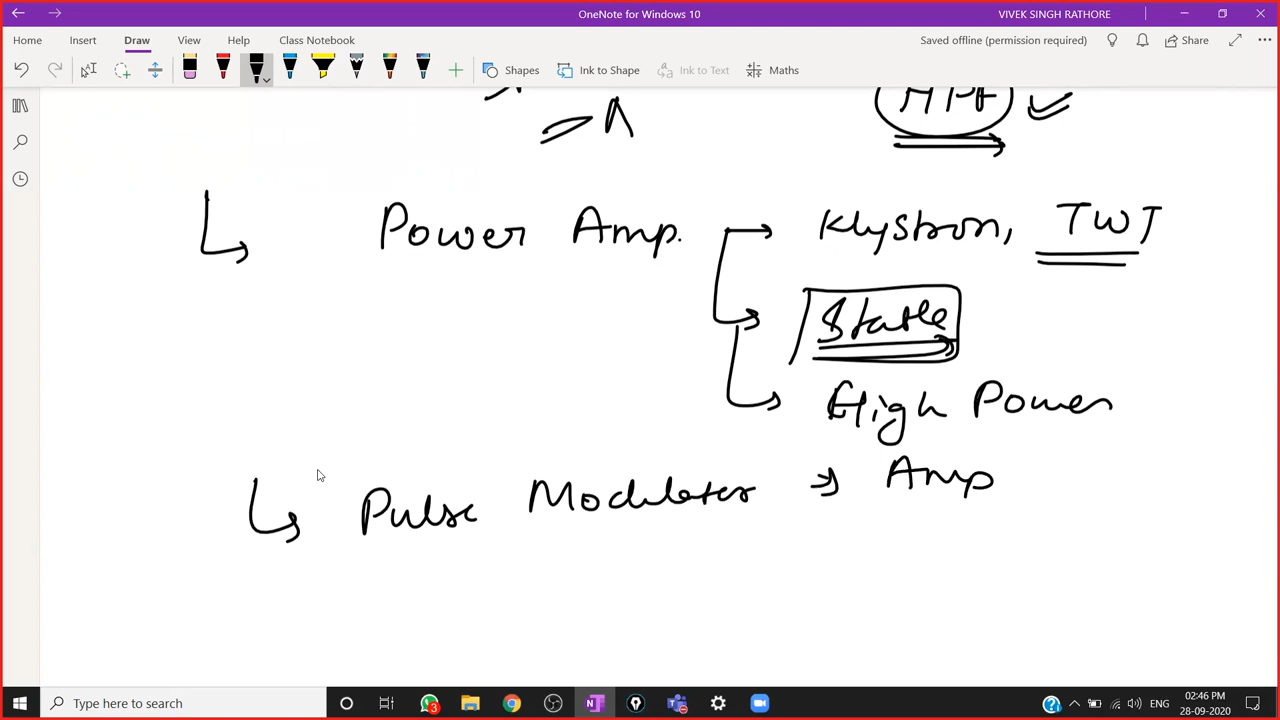 OneNote for Windows 10
VIVEK SINGH RATHORE
Home Insert Draw View Help Class Notebook
Saved offline (permission required) Share
Shapes Ink to Shape Ink to Text Maths
HPF
Power Amp. Klystron, TWT
Stable
High Power
Pulse Modulator Amp
Type here to search
3
ENG
02:46 PM
28-09-2020